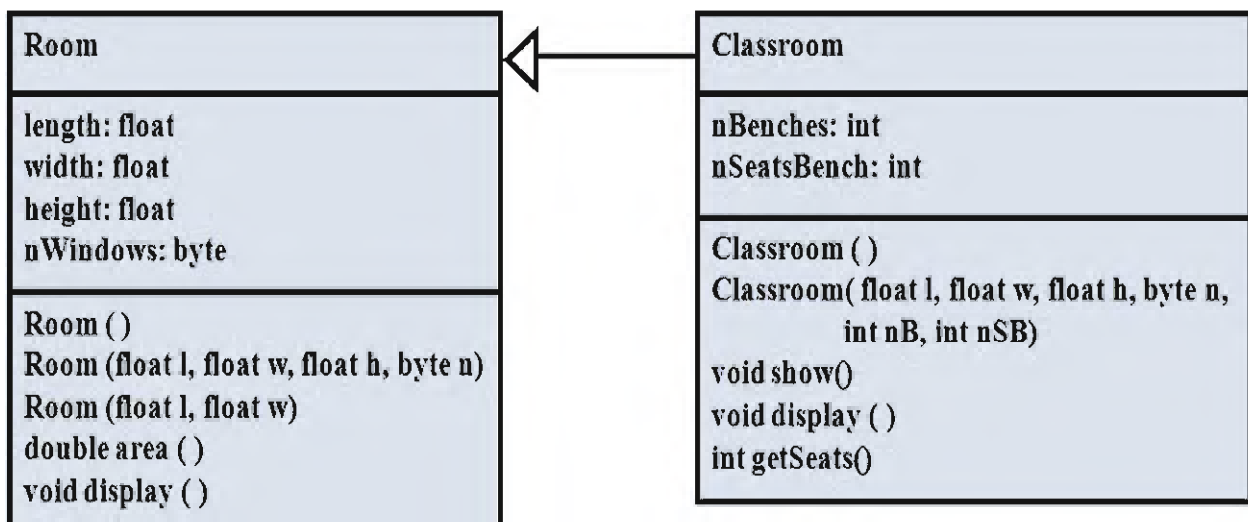 Room
length: float
width: float
height: float
nWindows: byte
Room ( )
Room (float l, float w, float h, byte n)
Room (float l, float w)
double area ( )
void display ( )
Classroom
nBenches: int
nSeatsBench: int
Classroom ( )
Classroom( float l, float w, float h, byte n,
int nB, int nSB)
void show()
void display ( )
int getSeats()